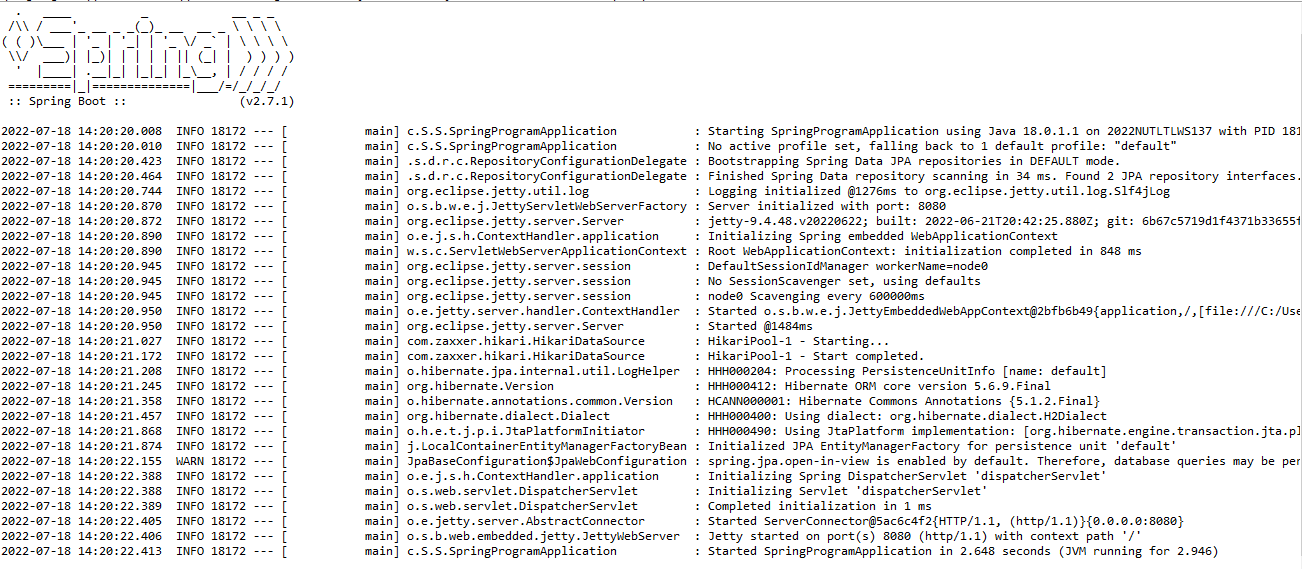 .   ____          _            __ _ _
 /\\ / ___'_ __ _ _(_)_ __  __ _ \ \ \ \
( ( )\___ | '_ | '_| | '_ \/ _` | \ \ \ \
 \\/  ___)| |_)| | | | | || (_| |  ) ) ) )
  '  |____| .__|_| |_|_| |_\__, | / / / /
 =========|_|==============|___/=/_/_/_/
 :: Spring Boot ::                (v2.7.1)
2022-07-18 14:20:20.008  INFO 18172 --- [           main] c.S.S.SpringProgramApplication           : Starting SpringProgramApplication using Java 18.0.1.1 on 2022NUTLTLWS137 with PID 181
2022-07-18 14:20:20.010  INFO 18172 --- [           main] c.S.S.SpringProgramApplication           : No active profile set, falling back to 1 default profile: "default"
2022-07-18 14:20:20.423  INFO 18172 --- [           main] .s.d.r.c.RepositoryConfigurationDelegate : Bootstrapping Spring Data JPA repositories in DEFAULT mode.
2022-07-18 14:20:20.464  INFO 18172 --- [           main] .s.d.r.c.RepositoryConfigurationDelegate : Finished Spring Data repository scanning in 34 ms. Found 2 JPA repository interfaces.
2022-07-18 14:20:20.744  INFO 18172 --- [           main] org.eclipse.jetty.util.log               : Logging initialized @1276ms to org.eclipse.jetty.util.log.Slf4jLog
2022-07-18 14:20:20.870  INFO 18172 --- [           main] o.s.b.w.e.j.JettyServletWebServerFactory : Server initialized with port: 8080
2022-07-18 14:20:20.872  INFO 18172 --- [           main] org.eclipse.jetty.server.Server          : jetty-9.4.48.v20220622; built: 2022-06-21T20:42:25.880Z; git: 6b67c5719d1f4371b33655f
2022-07-18 14:20:20.890  INFO 18172 --- [           main] o.e.j.s.h.ContextHandler.application     : Initializing Spring embedded WebApplicationContext
2022-07-18 14:20:20.890  INFO 18172 --- [           main] w.s.c.ServletWebServerApplicationContext : Root WebApplicationContext: initialization completed in 848 ms
2022-07-18 14:20:20.945  INFO 18172 --- [           main] org.eclipse.jetty.server.session         : DefaultSessionIdManager workerName=node0
2022-07-18 14:20:20.945  INFO 18172 --- [           main] org.eclipse.jetty.server.session         : No SessionScavenger set, using defaults
2022-07-18 14:20:20.945  INFO 18172 --- [           main] org.eclipse.jetty.server.session         : node0 Scavenging every 600000ms
2022-07-18 14:20:20.950  INFO 18172 --- [           main] o.e.jetty.server.handler.ContextHandler  : Started o.s.b.w.e.j.JettyEmbeddedWebAppContext@2bfb6b49{application,/,[file:///C:/Use
2022-07-18 14:20:20.950  INFO 18172 --- [           main] org.eclipse.jetty.server.Server          : Started @1484ms
2022-07-18 14:20:21.027  INFO 18172 --- [           main] com.zaxxer.hikari.HikariDataSource       : HikariPool-1 - Starting...
2022-07-18 14:20:21.172  INFO 18172 --- [           main] com.zaxxer.hikari.HikariDataSource       : HikariPool-1 - Start completed.
2022-07-18 14:20:21.208  INFO 18172 --- [           main] o.hibernate.jpa.internal.util.LogHelper  : HHH000204: Processing PersistenceUnitInfo [name: default]
2022-07-18 14:20:21.245  INFO 18172 --- [           main] org.hibernate.Version                    : HHH000412: Hibernate ORM core version 5.6.9.Final
2022-07-18 14:20:21.358  INFO 18172 --- [           main] o.hibernate.annotations.common.Version   : HCANN000001: Hibernate Commons Annotations {5.1.2.Final}
2022-07-18 14:20:21.457  INFO 18172 --- [           main] org.hibernate.dialect.Dialect            : HHH000400: Using dialect: org.hibernate.dialect.H2Dialect
2022-07-18 14:20:21.868  INFO 18172 --- [           main] o.h.e.t.j.p.i.JtaPlatformInitiator       : HHH000490: Using JtaPlatform implementation: [org.hibernate.engine.transaction.jta.pl
2022-07-18 14:20:21.874  INFO 18172 --- [           main] j.LocalContainerEntityManagerFactoryBean : Initialized JPA EntityManagerFactory for persistence unit 'default'
2022-07-18 14:20:22.155  WARN 18172 --- [           main] JpaBaseConfiguration$JpaWebConfiguration : spring.jpa.open-in-view is enabled by default. Therefore, database queries may be per
2022-07-18 14:20:22.388  INFO 18172 --- [           main] o.e.j.s.h.ContextHandler.application     : Initializing Spring DispatcherServlet 'dispatcherServlet'
2022-07-18 14:20:22.388  INFO 18172 --- [           main] o.s.web.servlet.DispatcherServlet        : Initializing Servlet 'dispatcherServlet'
2022-07-18 14:20:22.389  INFO 18172 --- [           main] o.s.web.servlet.DispatcherServlet        : Completed initialization in 1 ms
2022-07-18 14:20:22.405  INFO 18172 --- [           main] o.e.jetty.server.AbstractConnector       : Started ServerConnector@5ac6c4f2{HTTP/1.1, (http/1.1)}{0.0.0.0:8080}
2022-07-18 14:20:22.406  INFO 18172 --- [           main] o.s.b.web.embedded.jetty.JettyWebServer  : Jetty started on port(s) 8080 (http/1.1) with context path '/'
2022-07-18 14:20:22.413  INFO 18172 --- [           main] c.S.S.SpringProgramApplication           : Started SpringProgramApplication in 2.648 seconds (JVM running for 2.946)